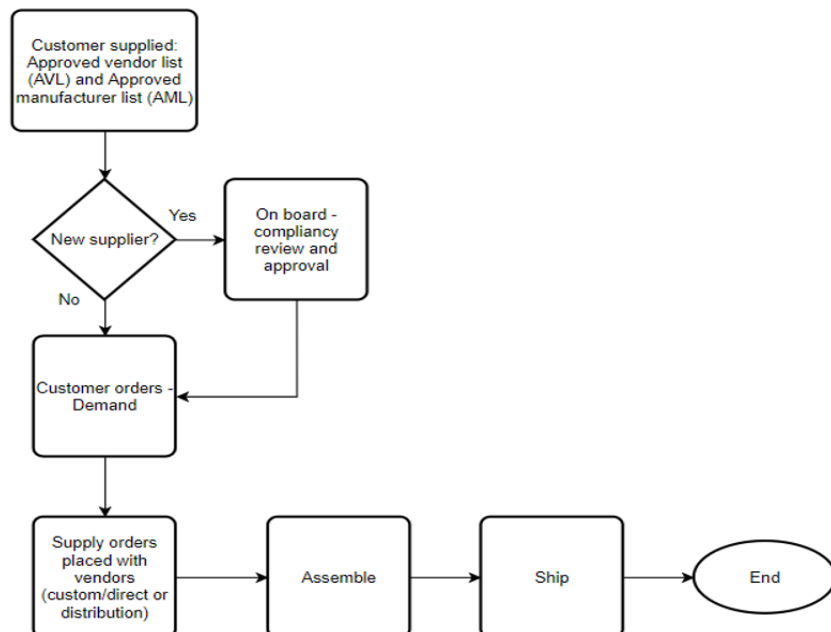 Customer supplied:
Approved vendor list
(AVL) and Approved
manufacturer list (AML)
New supplier?
Yes
On board -
compliancy
review and
approval
No
Customer orders -
Demand
Supply orders
placed with
vendors
(custom/direct or
distribution)
Assemble
Ship
End